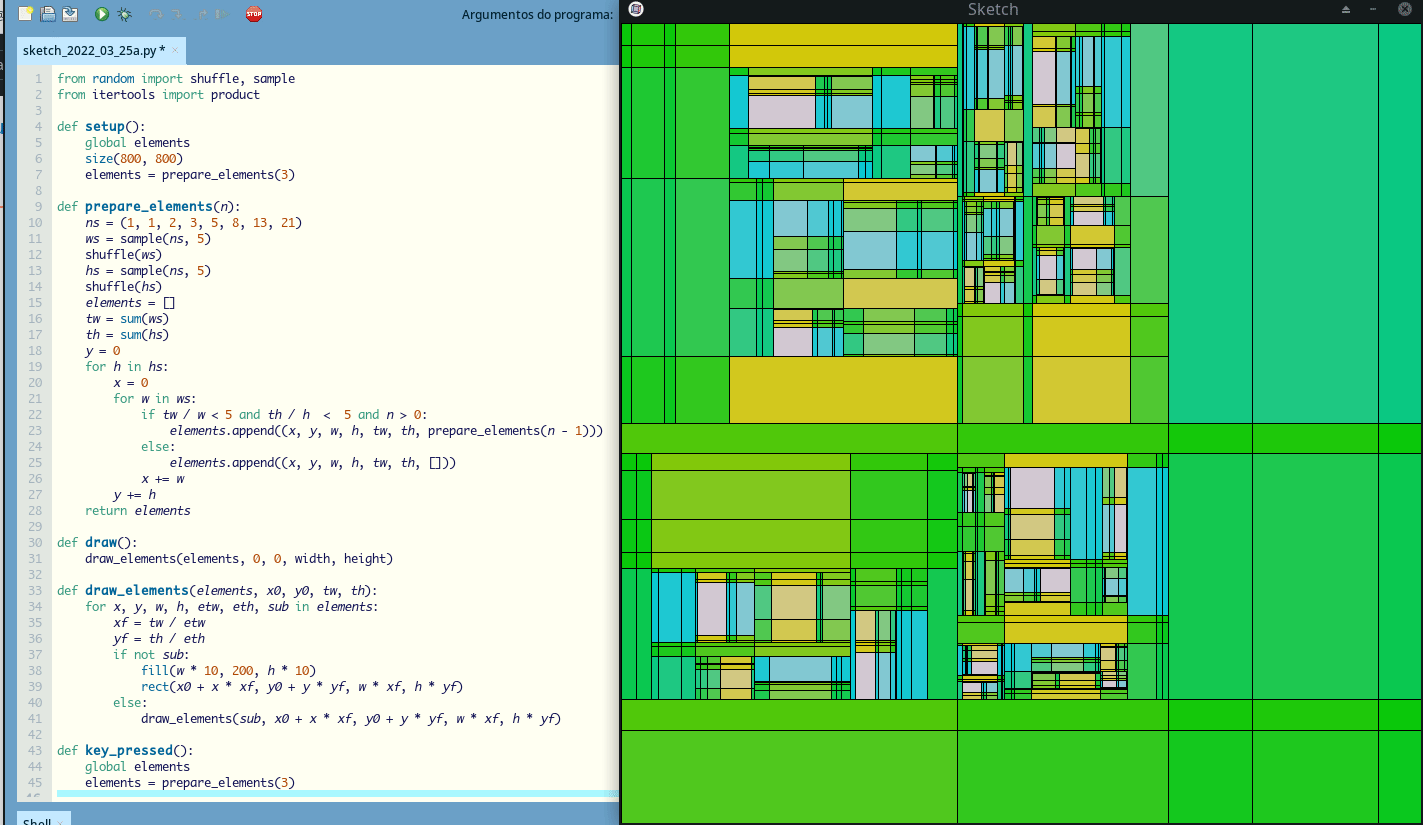 Argumentos do programa:
Sketch
sketch_2022_03_25a.py *
1 from random import shuffle, sample
2 from itertools import product
3
4 def setup():
5     global elements
6     size(800, 800)
7     elements = prepare_elements(3)
8
9 def prepare_elements(n):
10     ns = (1, 1, 2, 3, 5, 8, 13, 21)
11     ws = sample(ns, 5)
12     shuffle(ws)
13     hs = sample(ns, 5)
14     shuffle(hs)
15     elements = []
16     tw = sum(ws)
17     th = sum(hs)
18     y = 0
19     for h in hs:
20         x = 0
21         for w in ws:
22             if tw / w < 5 and th / h  <  5 and n > 0:
23                 elements.append((x, y, w, h, tw, th, prepare_elements(n - 1)))
24             else:
25                 elements.append((x, y, w, h, tw, th, []))
26             x += w
27         y += h
28     return elements
29
30 def draw():
31     draw_elements(elements, 0, 0, width, height)
32
33 def draw_elements(elements, x0, y0, tw, th):
34     for x, y, w, h, etw, eth, sub in elements:
35         xf = tw / etw
36         yf = th / eth
37         if not sub:
38             fill(w * 10, 200, h * 10)
39             rect(x0 + x * xf, y0 + y * yf, w * xf, h * yf)
40         else:
41             draw_elements(sub, x0 + x * xf, y0 + y * yf, w * xf, h * yf)
42
43 def key_pressed():
44     global elements
45     elements = prepare_elements(3)
Shell